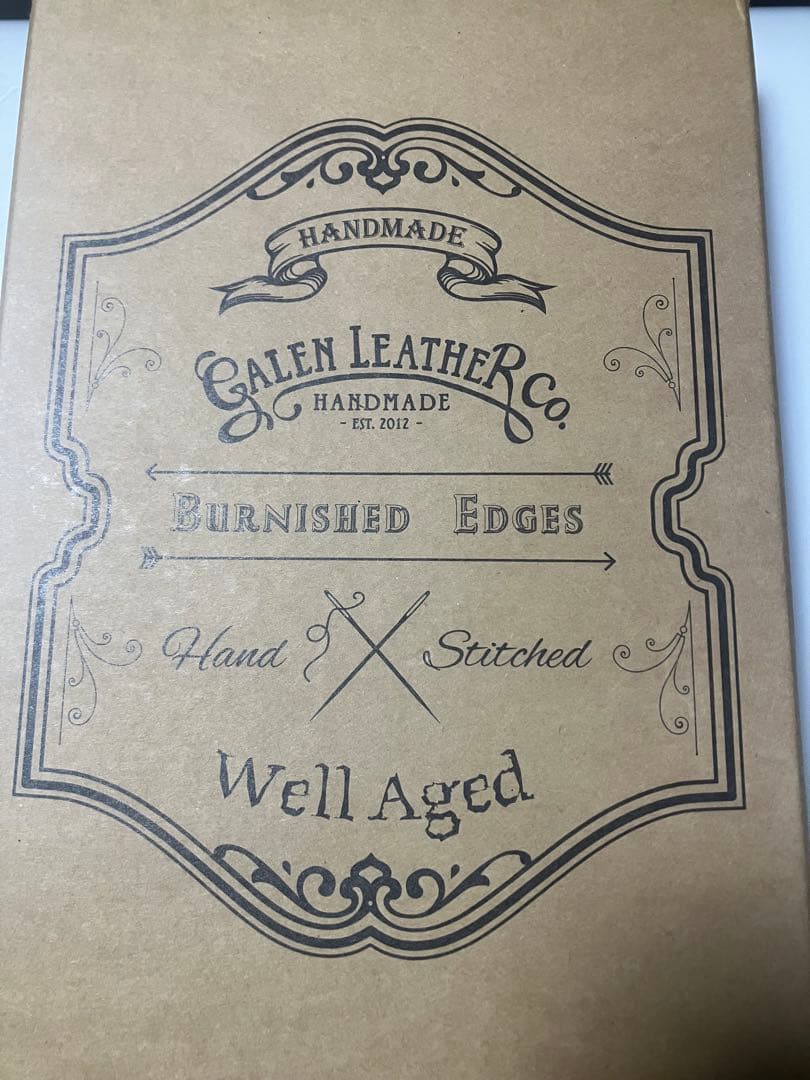 HANDMADE
GALEN LEATHER CO.
HANDMADE
- EST. 2012 -
BURNISHED EDGES
Hand Stitched
Well Aged